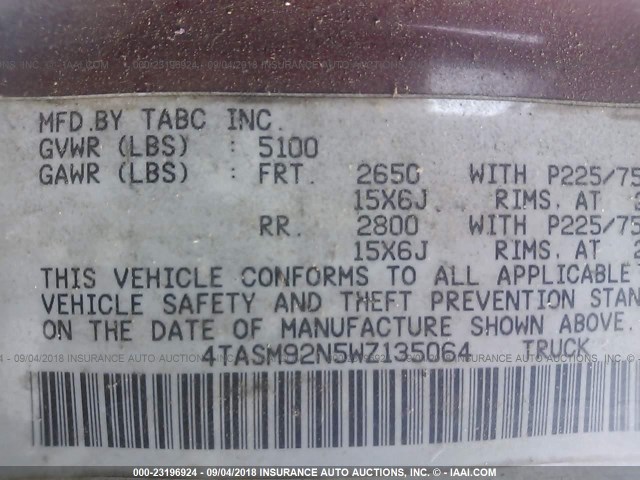 MFD.BY TABC INC.
GVWR (LBS) : 5100
GAWR (LBS) : FRT. 2650 WITH P225/75
15X6J RIMS, AT
RR. 2800 WITH P225/75
15X6J RIMS, AT
THIS VEHICLE CONFORMS TO ALL APPLICABLE
VEHICLE SAFETY AND THEFT PREVENTION STAN
ON THE DATE OF MANUFACTURE SHOWN ABOVE.
4TASM92N5WZ135064 TRUCK
000-23196924 - 09/04/2018 INSURANCE AUTO AUCTIONS, INC. - © - IAAI.COM